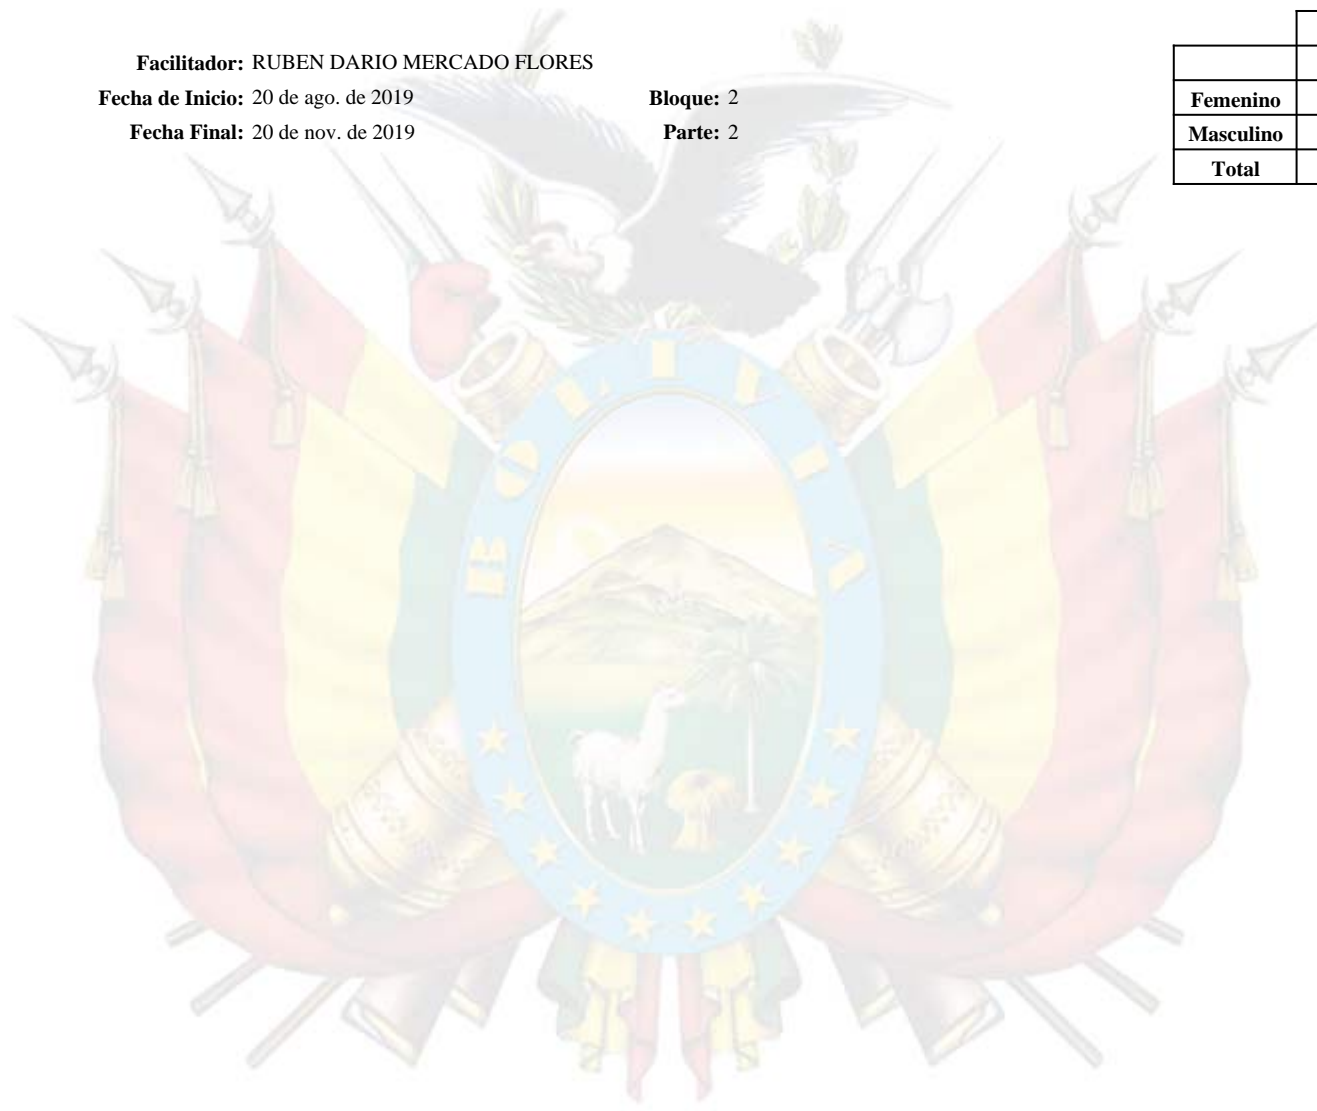 Facilitador: RUBEN DARIO MERCADO FLORES
Fecha de Inicio: 20 de ago. de 2019
Bloque: 2
Fecha Final: 20 de nov. de 2019
Parte: 2
Femenino
Masculino
Total
BOLIVIA